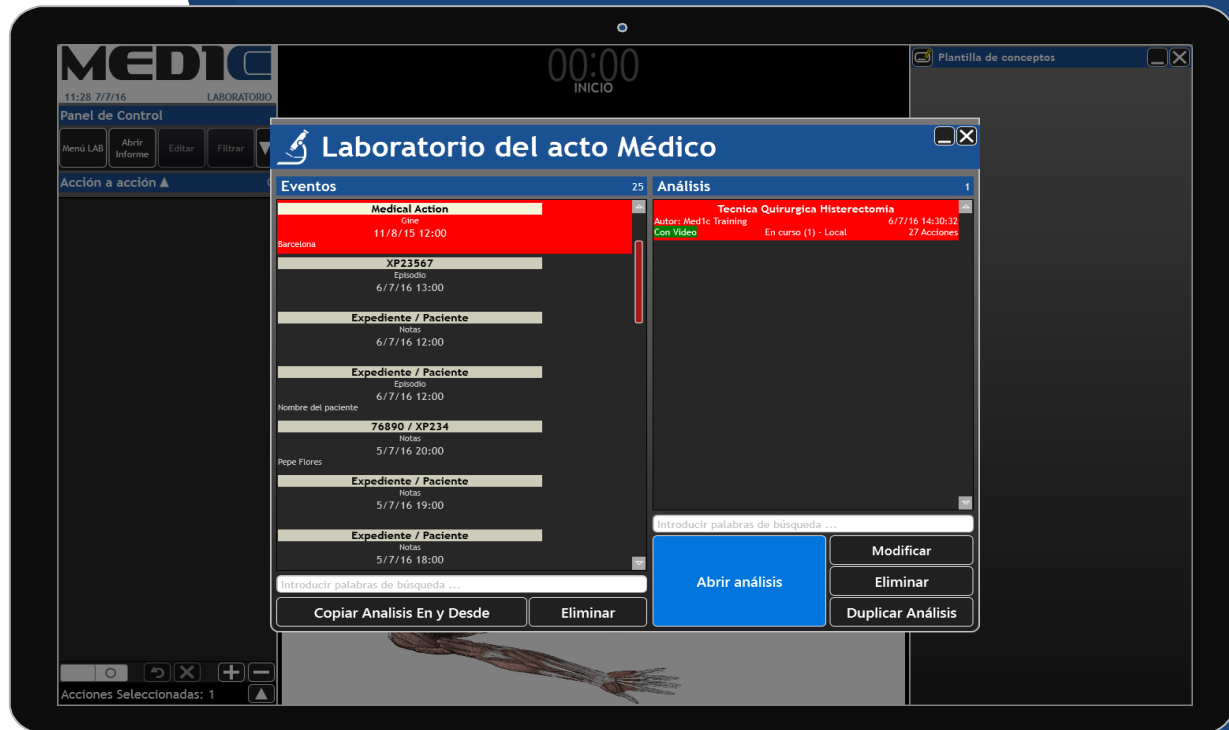 MED1C
11:28 7/7/16 LABORATORIO
Panel de Control
Menú LAB
Abrir
Informe
Editar
Filtrar
Acción a acción
00:00
INICIO
Plantilla de conceptos
Laboratorio del acto Médico
Eventos 25
Medical Action
Gine
11/8/15 12:00
Barcelona
XP23567
Episodio
6/7/16 13:00
Expediente / Paciente
Notas
6/7/16 12:00
Expediente / Paciente
Episodio
6/7/16 12:00
Nombre del paciente
76890 / XP234
Notas
5/7/16 20:00
Pepe Flores
Expediente / Paciente
Notas
5/7/16 19:00
Expediente / Paciente
Notas
5/7/16 18:00
Introducir palabras de búsqueda ...
Copiar Analisis En y Desde
Eliminar
Análisis 1
Tecnica Quirurgica Histerectomia
Autor: Med1c Training 6/7/16 14:30:32
Con Video En curso (1) - Local 27 Acciones
Introducir palabras de búsqueda ...
Abrir análisis
Modificar
Eliminar
Duplicar Análisis
Acciones Seleccionadas: 1